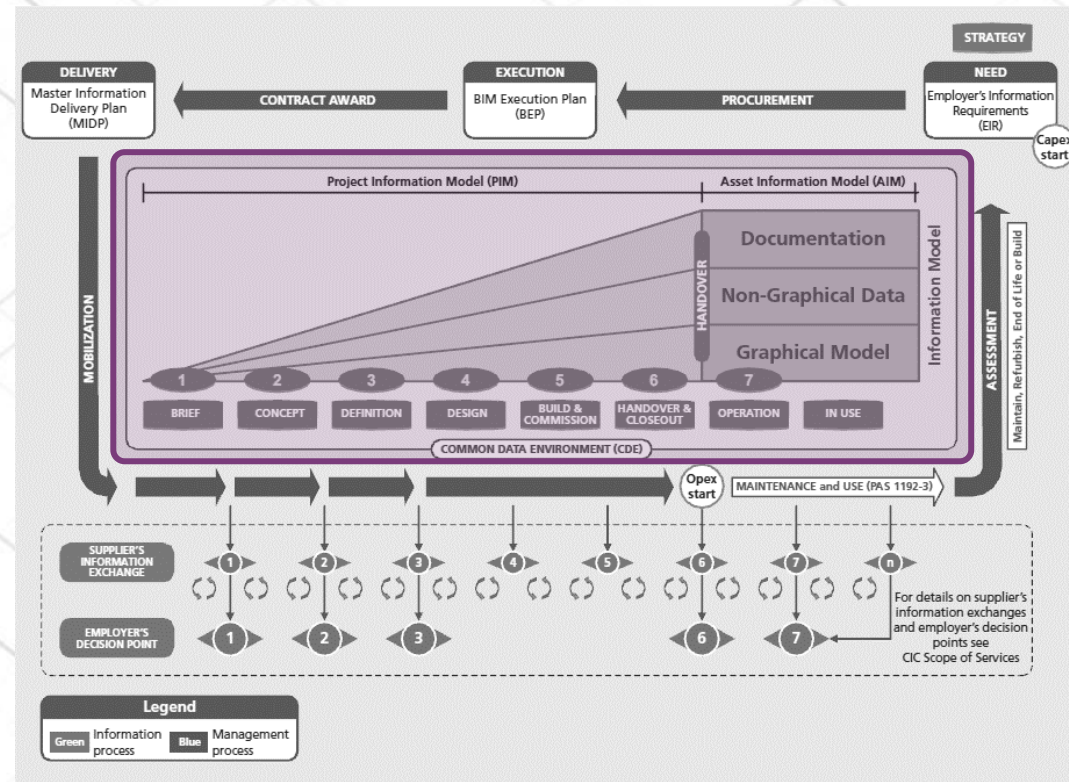 STRATEGY
DELIVERY
Master Information
Delivery Plan
(MIDP)
CONTRACT AWARD
EXECUTION
BIM Execution Plan
(BEP)
PROCUREMENT
NEED
Employer's Information
Requirements
(EIR)
Capex
start
MOBILIZATION
Project Information Model (PIM)
Asset Information Model (AIM)
HANDOVER
Documentation
Non-Graphical Data
Graphical Model
Information Model
ASSESSMENT
Maintain, Refurbish, End of Life or Build
1
2
3
4
5
6
7
BRIEF
CONCEPT
DEFINITION
DESIGN
BUILD &
COMMISSION
HANDOVER &
CLOSEOUT
OPERATION
IN USE
COMMON DATA ENVIRONMENT (CDE)
Opex
start
MAINTENANCE and USE (PAS 1192-3)
SUPPLIER'S
INFORMATION
EXCHANGE
1
2
3
4
5
6
7
n
EMPLOYER'S
DECISION POINT
1
2
3
6
7
For details on supplier's
information exchanges
and employer's decision
points see
CIC Scope of Services
Legend
Green
Information
process
Blue
Management
process